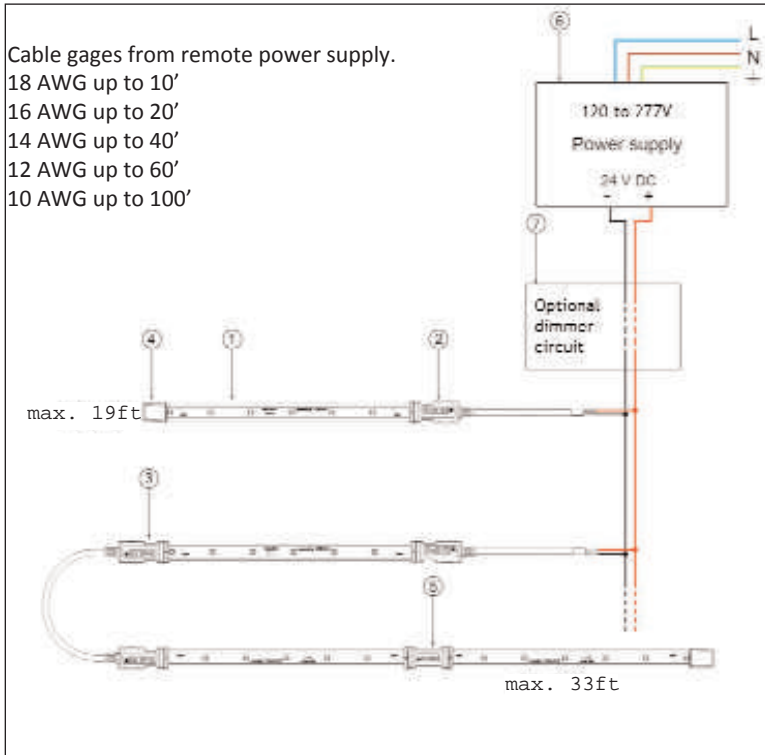 Cable gages from remote power supply.
18 AWG up to 10’
16 AWG up to 20’
14 AWG up to 40’
12 AWG up to 60’
10 AWG up to 100’
6
L
N
120 to 277V
Power supply
24 V DC
- +
7
Optional
dimmer
circuit
4
1
2
max. 19ft
3
5
max. 33ft